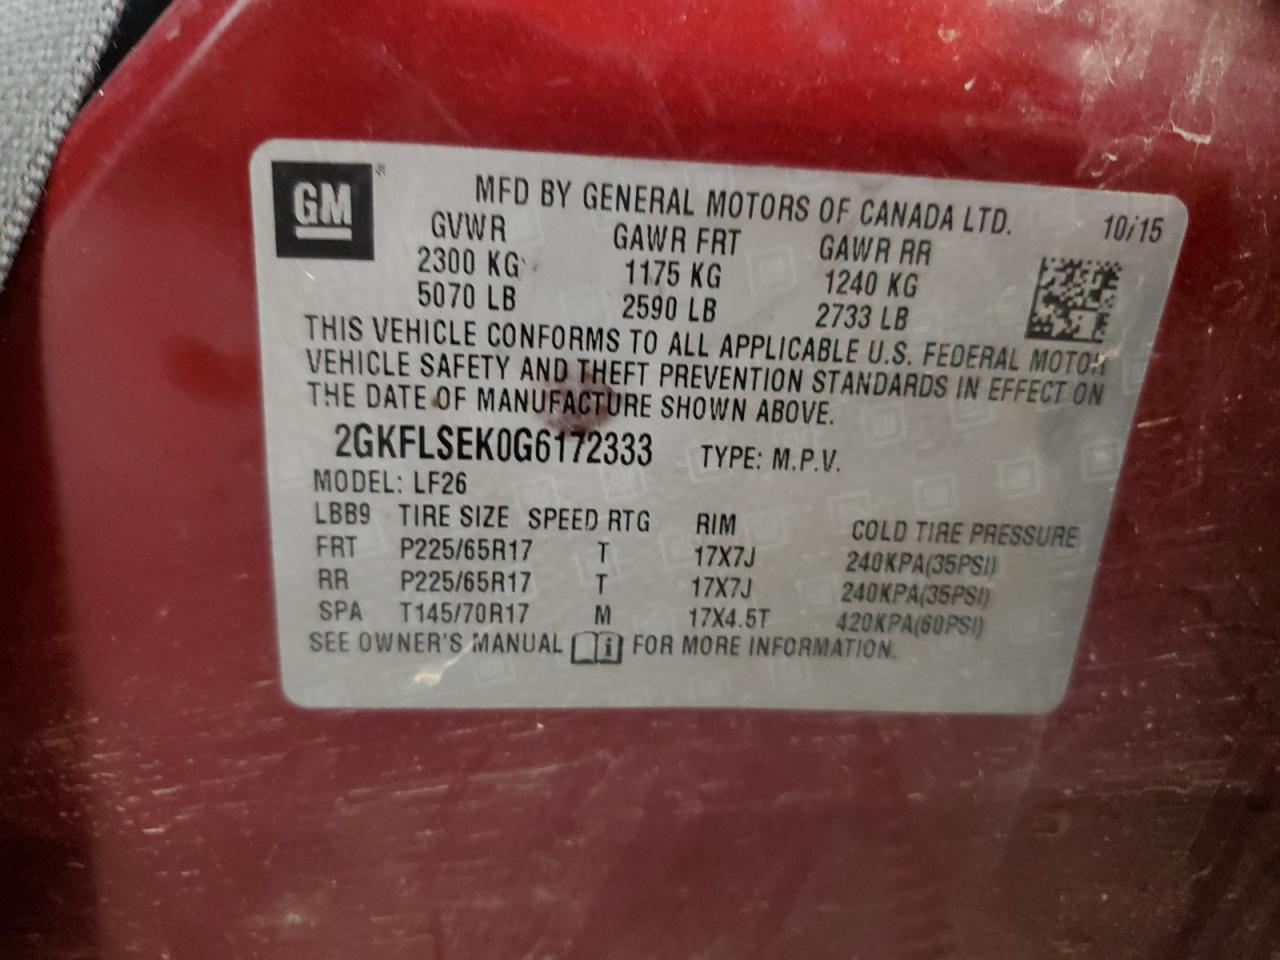 GM®
MFD BY GENERAL MOTORS OF CANADA LTD. 10/15
GVWR GAWR FRT GAWR RR
2300 KG 1175 KG 1240 KG
5070 LB 2590 LB 2733 LB
THIS VEHICLE CONFORMS TO ALL APPLICABLE U.S. FEDERAL MOTOR
VEHICLE SAFETY AND THEFT PREVENTION STANDARDS IN EFFECT ON
THE DATE OF MANUFACTURE SHOWN ABOVE.
2GKFLSEK0G6172333 TYPE: M.P.V.
MODEL: LF26
LBB9 TIRE SIZE SPEED RTG RIM COLD TIRE PRESSURE
FRT P225/65R17 T 17X7J 240KPA(35PSI)
RR P225/65R17 T 17X7J 240KPA(35PSI)
SPA T145/70R17 M 17X4.5T 420KPA(60PSI)
SEE OWNER'S MANUAL i FOR MORE INFORMATION.